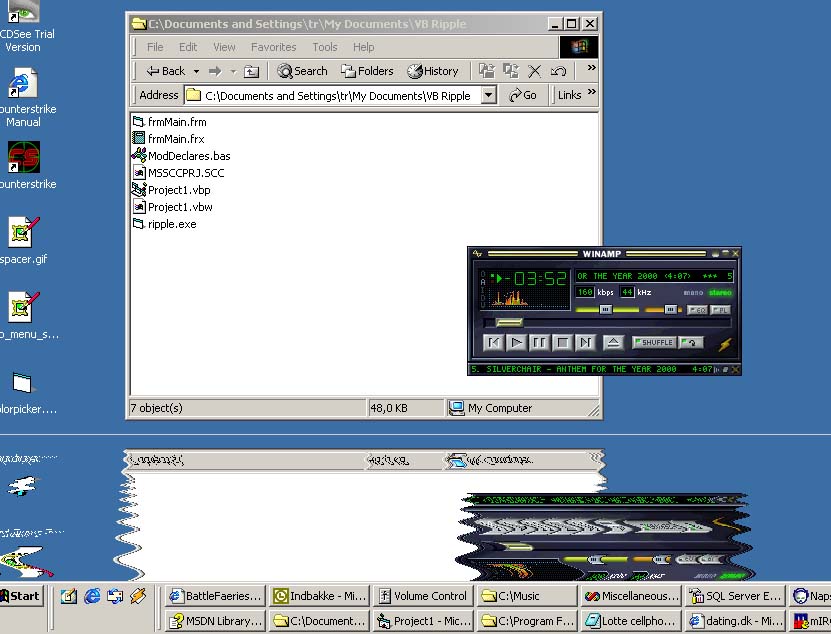 CDSee Trial
Version
ounterstrike
Manual
ounterstrike
spacer.gif
o_menu_s...
lorpicker....
C:\Documents and Settings\tr\My Documents\VB Ripple
File Edit View Favorites Tools Help
Back Search Folders History »
Address C:\Documents and Settings\tr\My Documents\VB Ripple Go Links »
frmMain.frm
frmMain.frx
ModDeclares.bas
MSSCCPRJ.SCC
Project1.vbp
Project1.vbw
ripple.exe
7 object(s) 48,0 KB My Computer
WINAMP
-03:52 OR THE YEAR 2000 (4:07) *** 5
160 kbps 44 kHz mono stereo
EQ PL
SHUFFLE
5. SILVERCHAIR - ANTHEM FOR THE YEAR 2000 4:07
Start BattleFaeries... Indbakke - Mi... Volume Control C:\Music Miscellaneous... SQL Server E... Nap
MSDN Library... C:\Document... Project1 - Mic... C:\Program F... Lotte cellpho... dating.dk - Mi... mIR